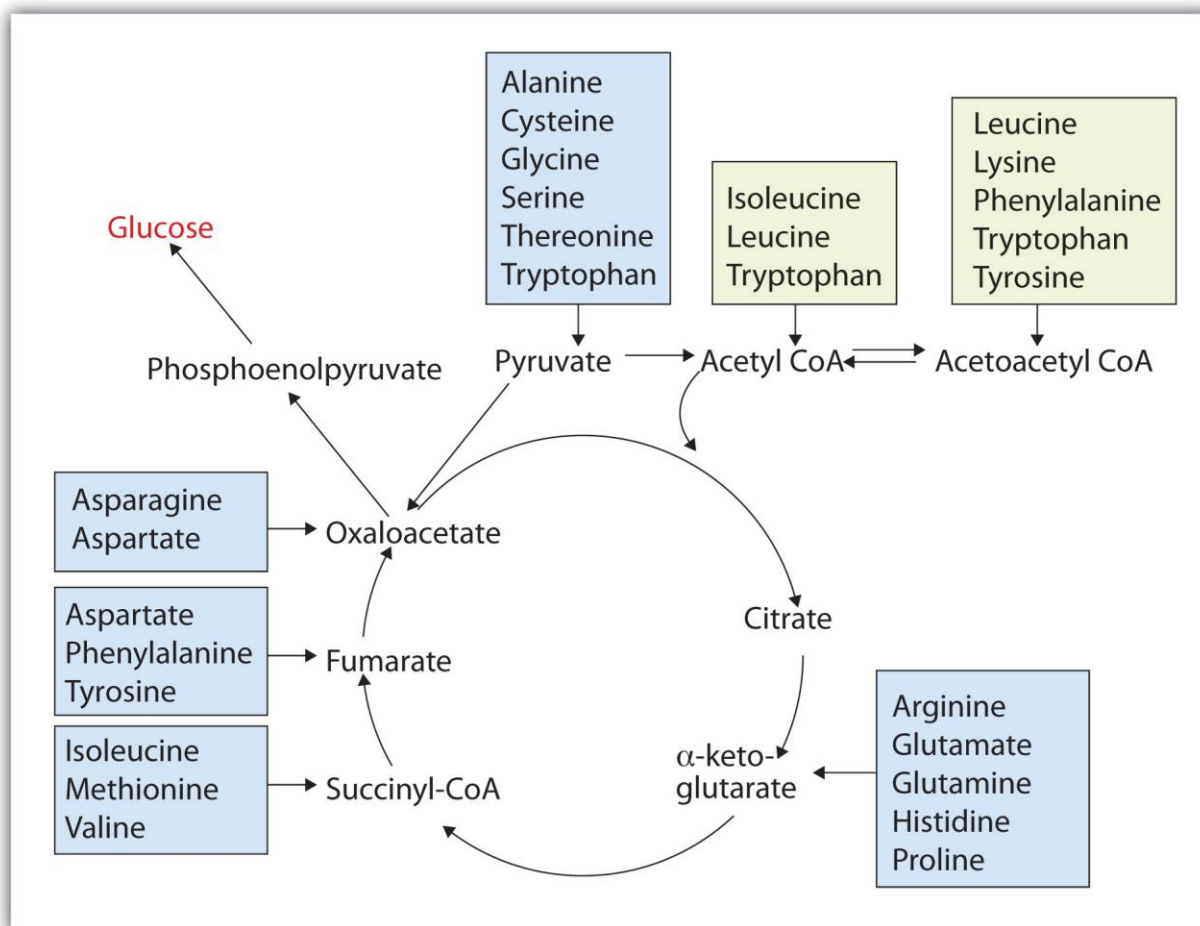 Alanine
Cysteine
Glycine
Serine
Thereonine
Tryptophan
Isoleucine
Leucine
Tryptophan
Leucine
Lysine
Phenylalanine
Tryptophan
Tyrosine
Glucose
Phosphoenolpyruvate
Pyruvate
Acetyl CoA
Acetoacetyl CoA
Asparagine
Aspartate
Oxaloacetate
Aspartate
Phenylalanine
Tyrosine
Fumarate
Citrate
Isoleucine
Methionine
Valine
Succinyl-CoA
α-keto-
glutarate
Arginine
Glutamate
Glutamine
Histidine
Proline